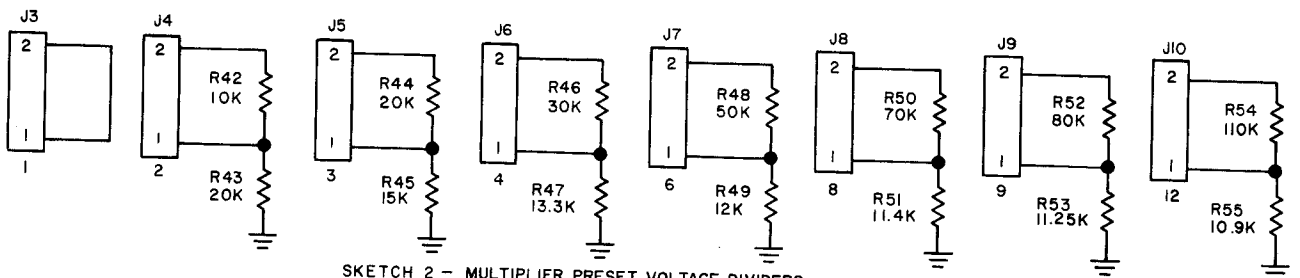 J3
2
1
1
J4
2
1
2
R42
10K
R43
20K
J5
2
1
3
R44
20K
R45
15K
J6
2
1
4
R46
30K
R47
13.3K
J7
2
1
6
R48
50K
R49
12K
J8
2
1
8
R50
70K
R51
11.4K
J9
2
1
9
R52
80K
R53
11.25K
J10
2
1
12
R54
110K
R55
10.9K
SKETCH 2 - MULTIPLIER PRESET VOLTAGE DIVIDERS